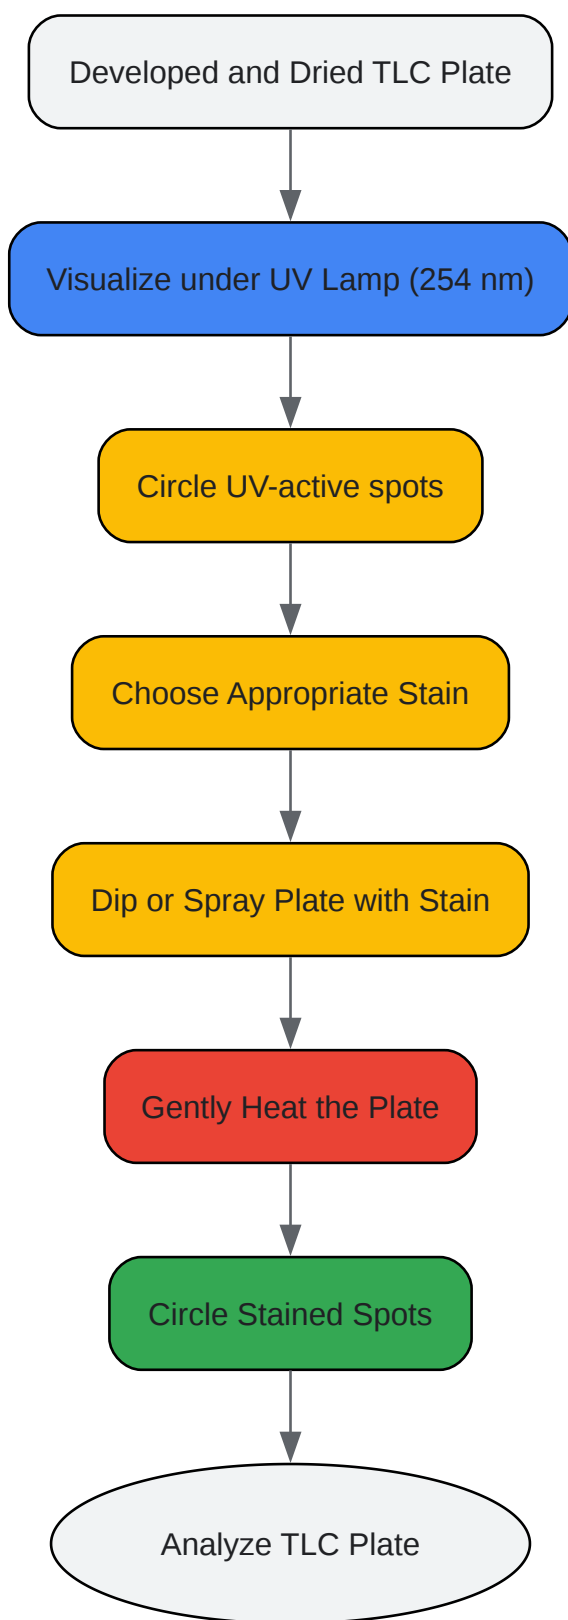 Developed and Dried TLC Plate
Visualize under UV Lamp (254 nm)
Circle UV-active spots
Choose Appropriate Stain
Dip or Spray Plate with Stain
Gently Heat the Plate
Circle Stained Spots
Analyze TLC Plate